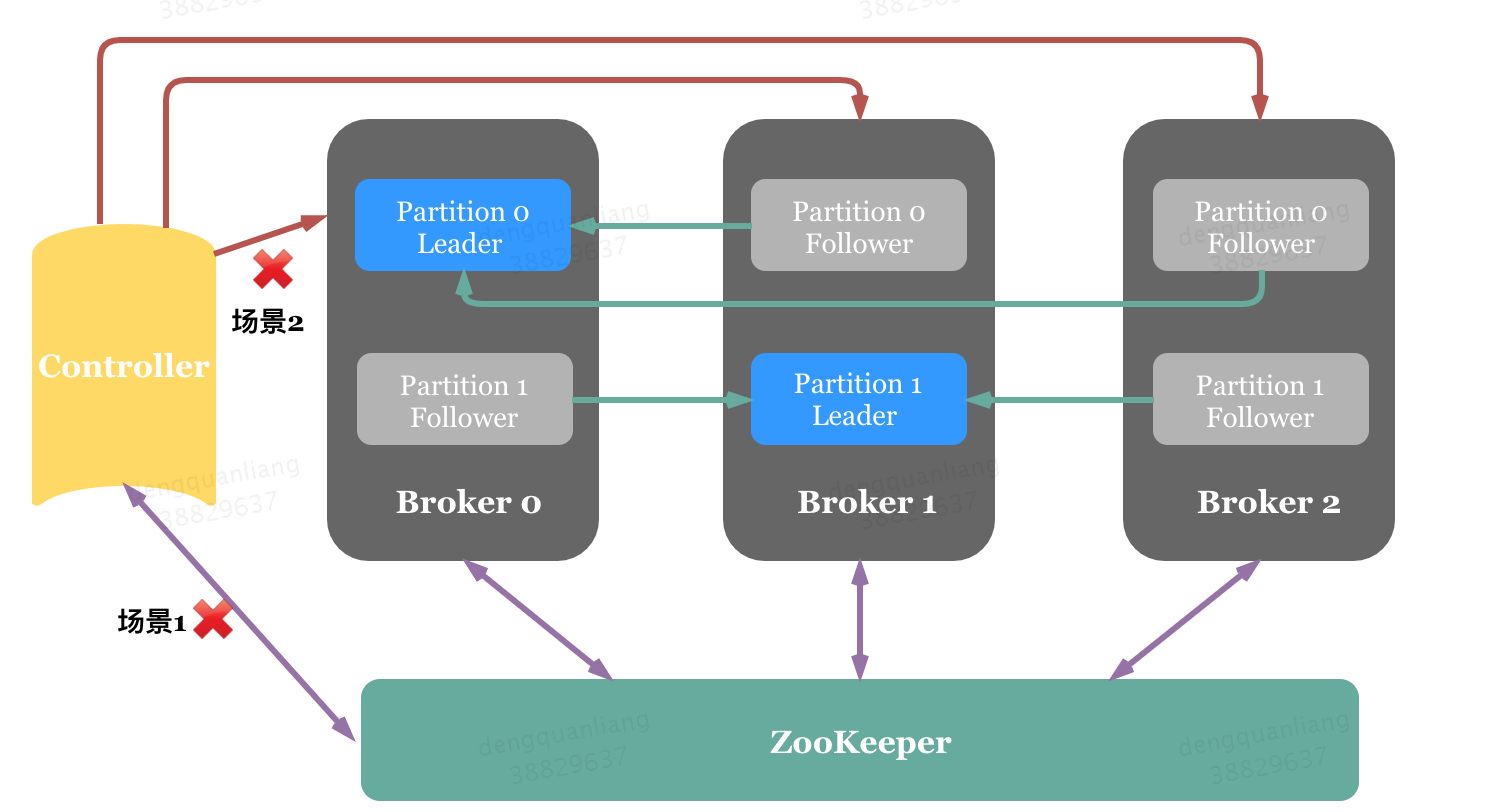 38829637
38829637
Partition 0
Leader
Partition 0
Follower
Partition 0
Follower
dengquanliang
38829637
dengquanliang
38829637
场景2
Controller
Partition 1
Follower
Partition 1
Leader
Partition 1
Follower
Broker 0
Broker 1
Broker 2
dengquanliang
38829637
dengquanliang
38829637
场景1
ZooKeeper
dengquanliang
38829637
dengquanliang
38829637